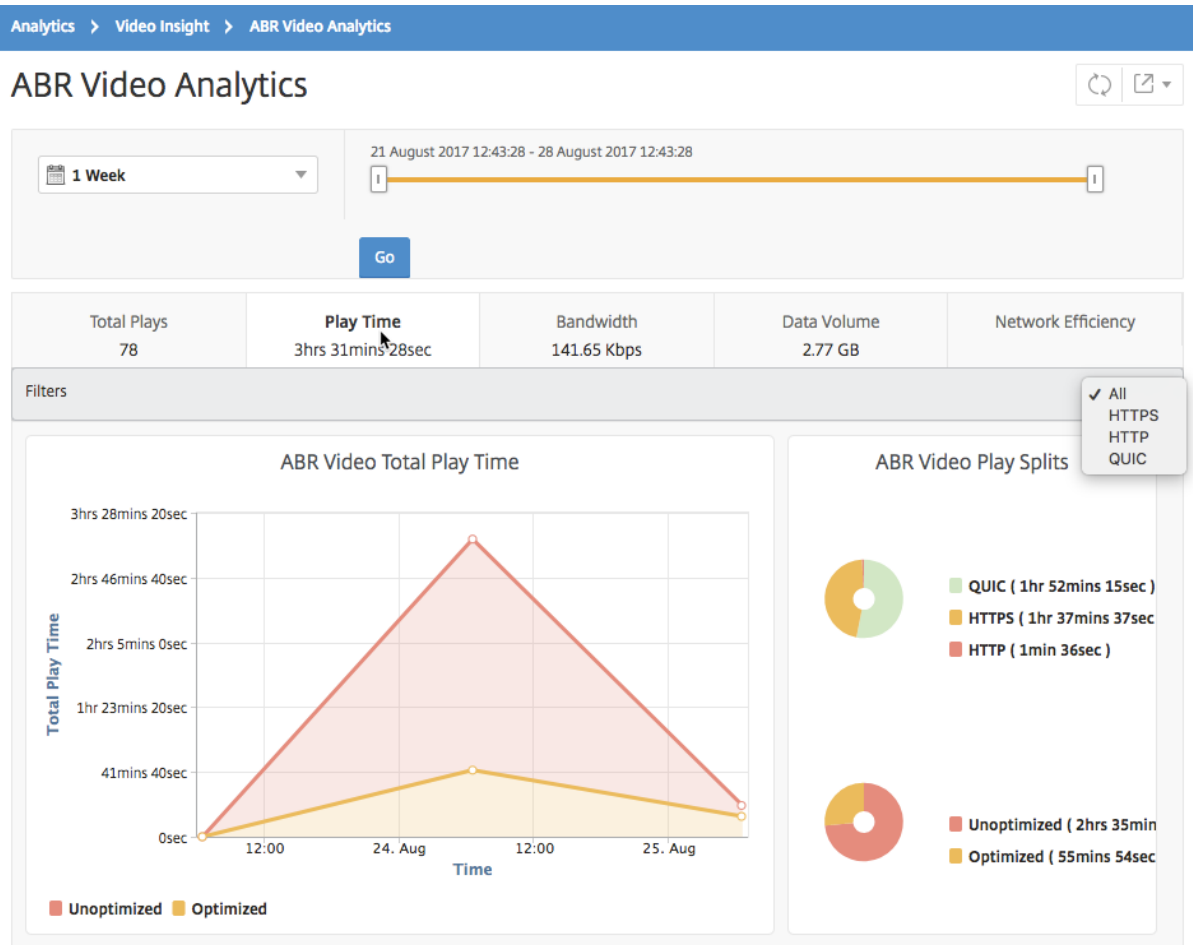 Analytics > Video Insight > ABR Video Analytics
ABR Video Analytics
21 August 2017 12:43:28 - 28 August 2017 12:43:28
1 Week
Go
Total Plays
78
Play Time
3hrs 31mins 28sec
Bandwidth
141.65 Kbps
Data Volume
2.77 GB
Network Efficiency
Filters
✓ All
HTTPS
HTTP
QUIC
ABR Video Total Play Time
3hrs 28mins 20sec
2hrs 46mins 40sec
2hrs 5mins 0sec
1hr 23mins 20sec
41mins 40sec
0sec
Total Play Time
12:00
24. Aug
12:00
25. Aug
Time
Unoptimized
Optimized
ABR Video Play Splits
QUIC ( 1hr 52mins 15sec )
HTTPS ( 1hr 37mins 37sec
HTTP ( 1min 36sec )
Unoptimized ( 2hrs 35min
Optimized ( 55mins 54sec